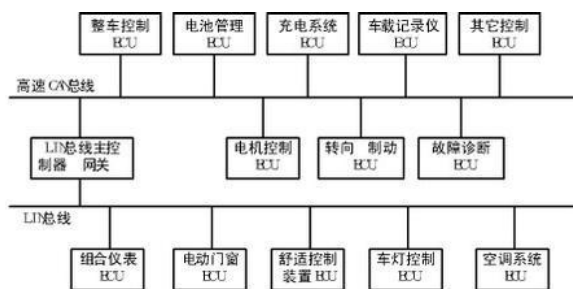 整车控制
ECU
电池管理
ECU
充电系统
ECU
车载记录仪
ECU
其它控制
ECU
高速CAN总线
LIN总线主控
制器 网关
电机控制
ECU
转向 制动
ECU
故障诊断
ECU
LIN总线
组合仪表
ECU
电动门窗
ECU
舒适控制
装置ECU
车灯控制
ECU
空调系统
ECU